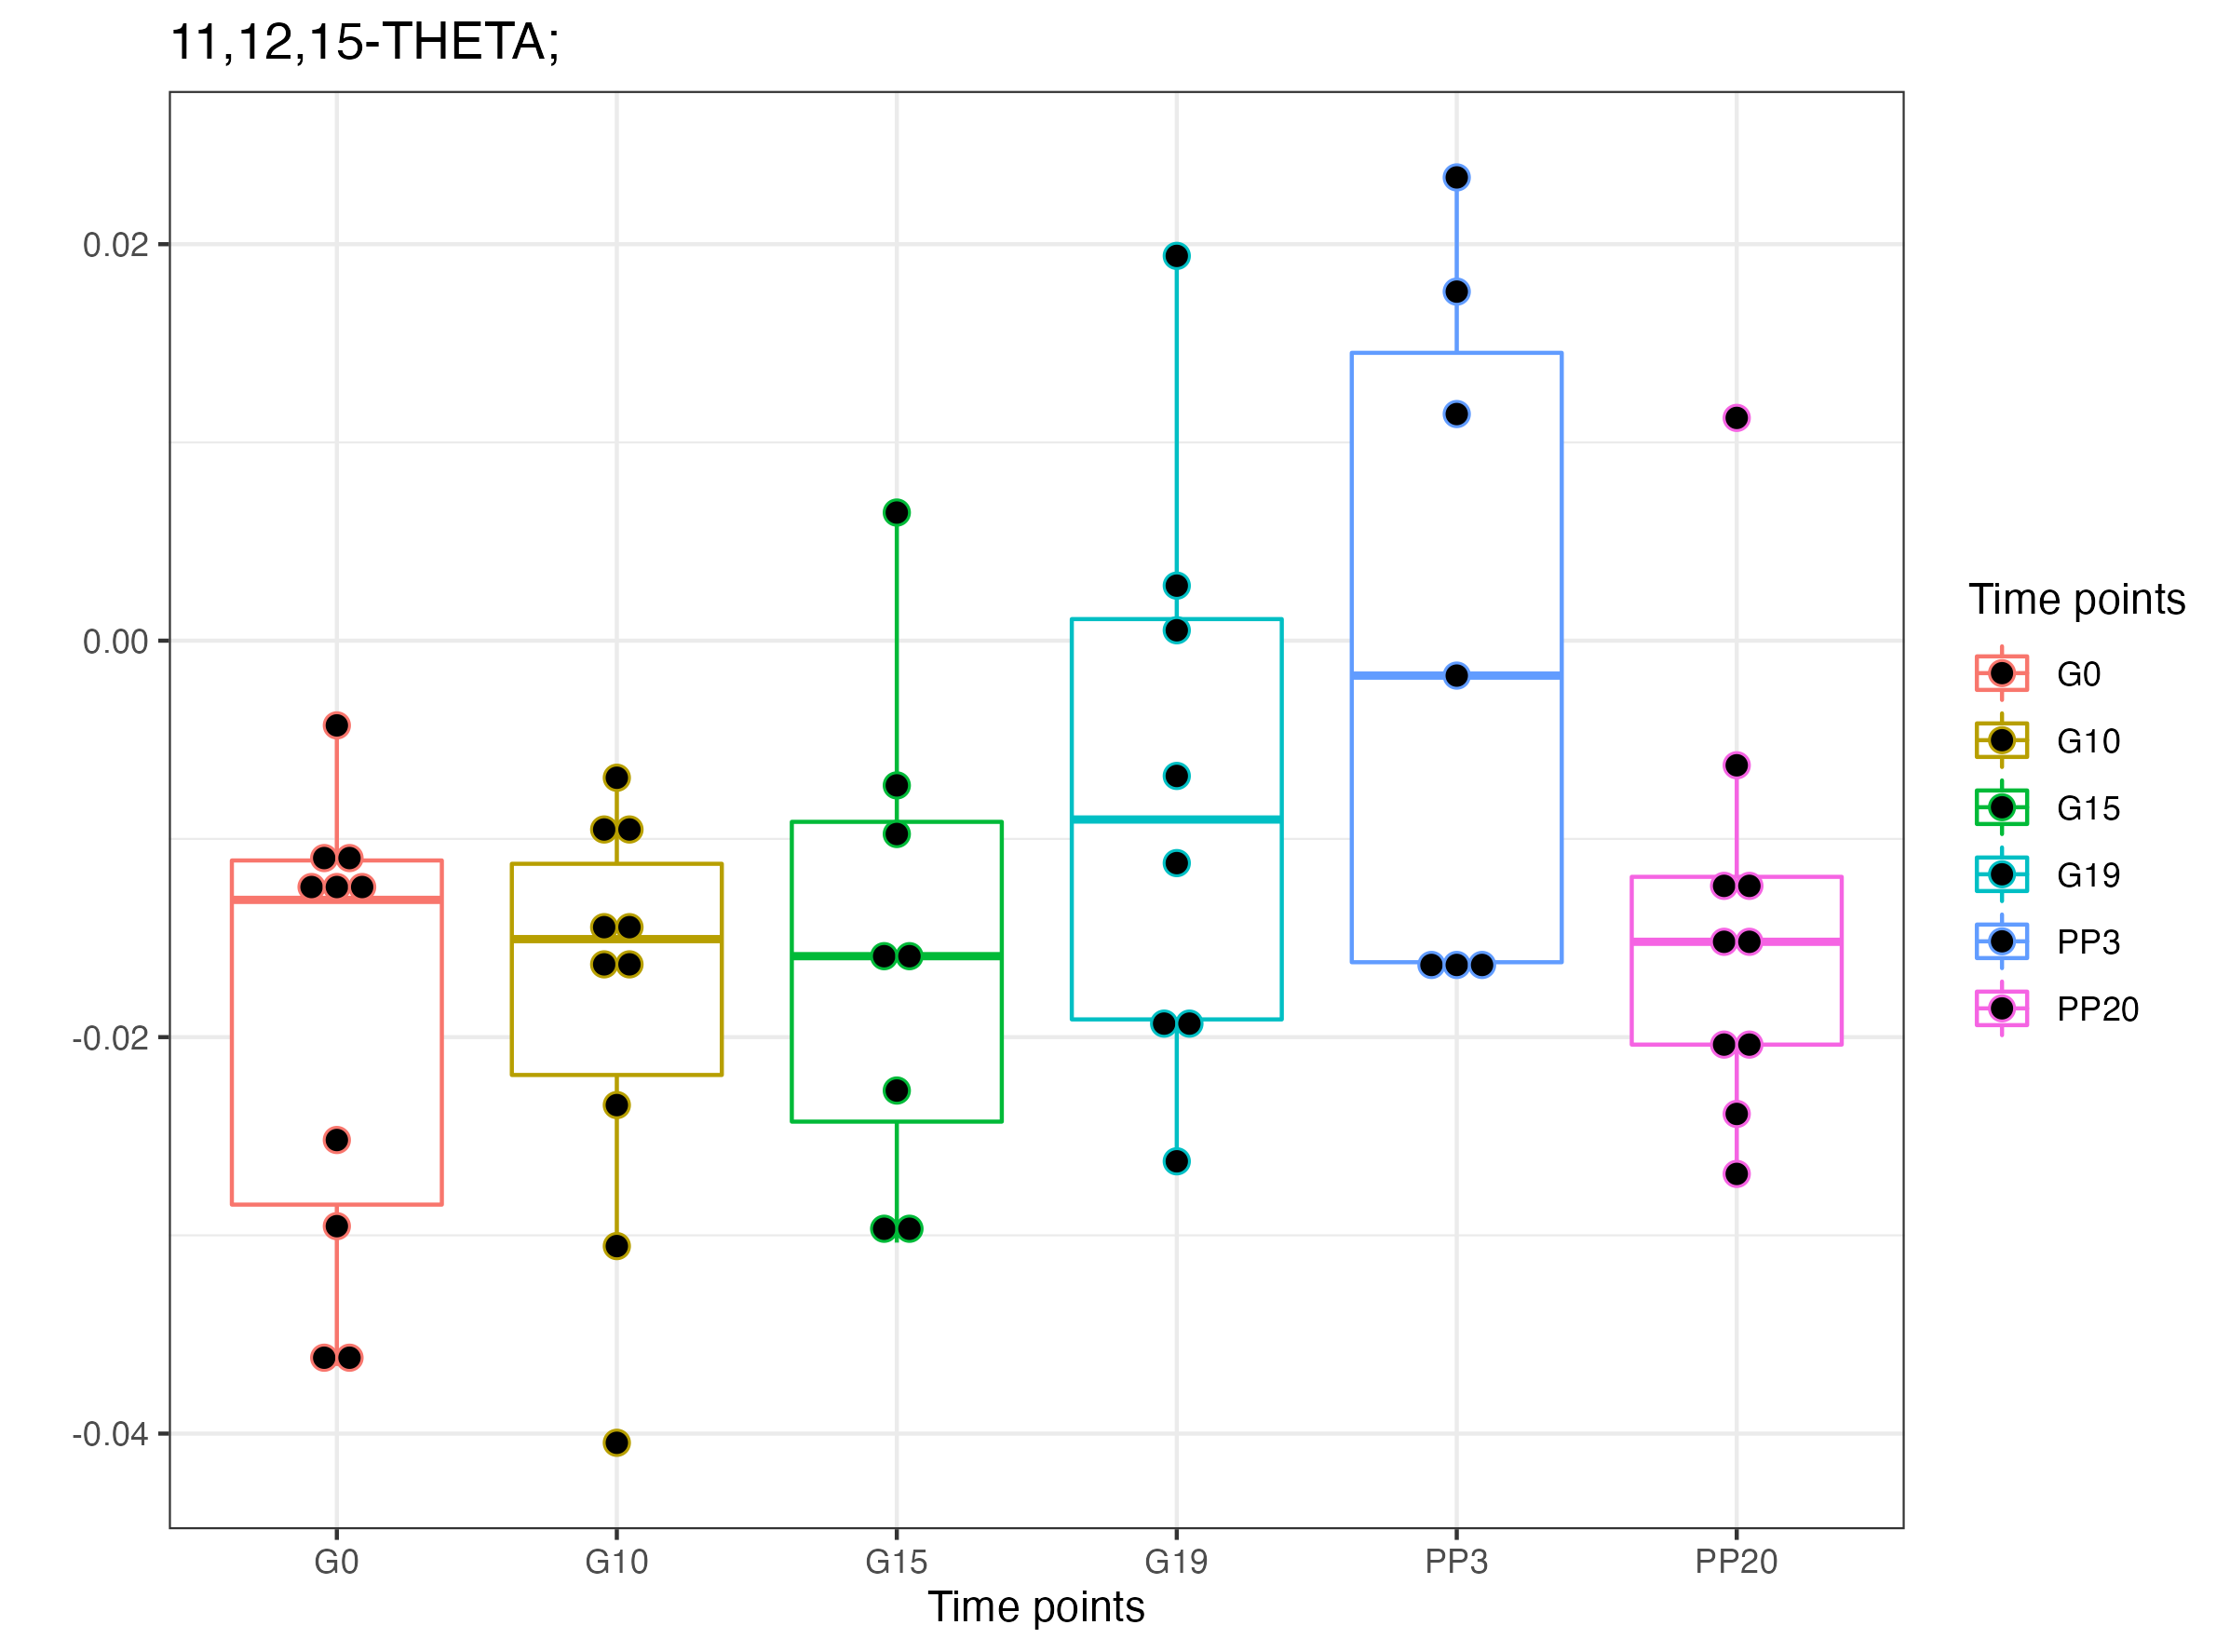 11,12,15-THETA;
0.02
0.00
-0.02
-0.04
G0 G10 G15 G19 PP3 PP20
Time points
Time points
G0
G10
G15
G19
PP3
PP20